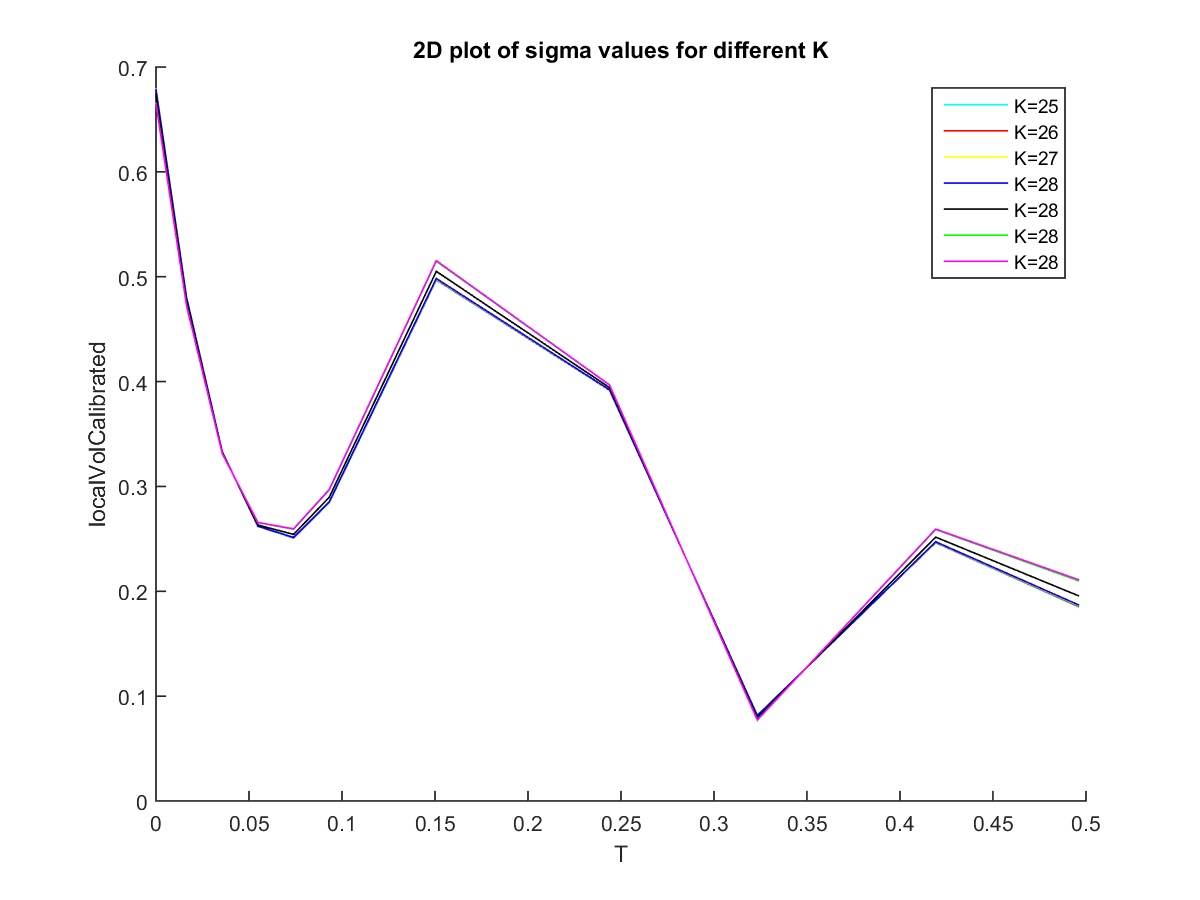 2D plot of sigma values for different K
0.7
0.6
0.5
0.4
0.3
0.2
0.1
0
localVolCalibrated
K=25
K=26
K=27
K=28
K=28
K=28
K=28
0 0.05 0.1 0.15 0.2 0.25 0.3 0.35 0.4 0.45 0.5
T